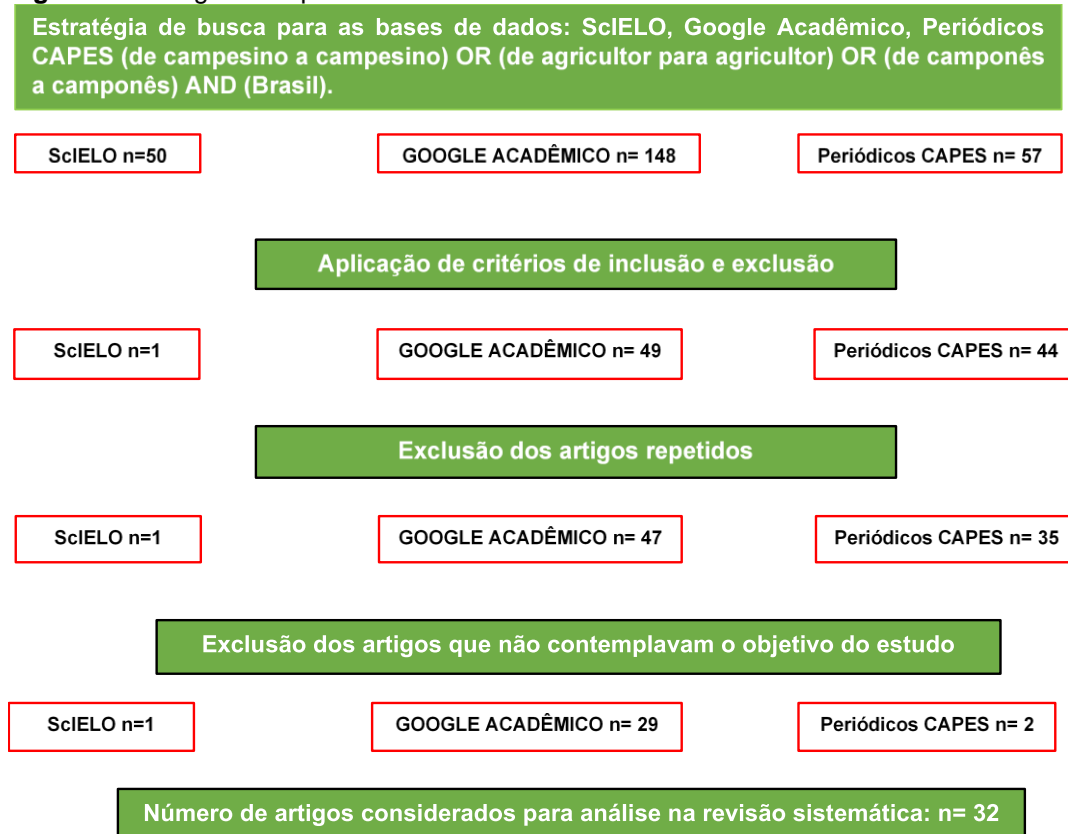 Estratégia de busca para as bases de dados: ScIELO, Google Acadêmico, Periódicos
CAPES (de campesino a campesino) OR (de agricultor para agricultor) OR (de camponês
a camponês) AND (Brasil).
ScIELO n=50
GOOGLE ACADÊMICO n= 148
Periódicos CAPES n= 57
Aplicação de critérios de inclusão e exclusão
ScIELO n=1
GOOGLE ACADÊMICO n= 49
Periódicos CAPES n= 44
Exclusão dos artigos repetidos
ScIELO n=1
GOOGLE ACADÊMICO n= 47
Periódicos CAPES n= 35
Exclusão dos artigos que não contemplavam o objetivo do estudo
ScIELO n=1
GOOGLE ACADÊMICO n= 29
Periódicos CAPES n= 2
Número de artigos considerados para análise na revisão sistemática: n= 32